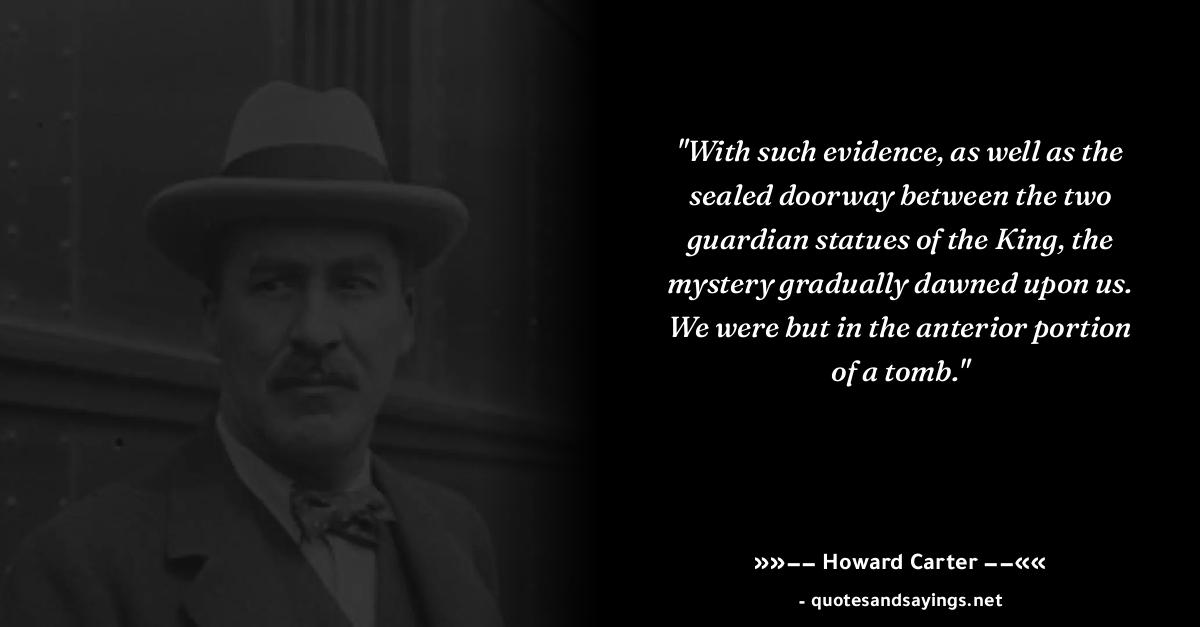 "With such evidence, as well as the
sealed doorway between the two
guardian statues of the King, the
mystery gradually dawned upon us.
We were but in the anterior portion
of a tomb."
»»−− Howard Carter −−««
- quotesandsayings.net